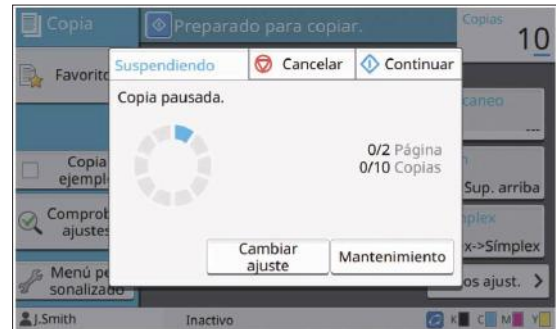 Copia
Preparado para copiar.
Copias
10
Favorito
Suspendiendo
Cancelar
Continuar
Copia pausada.
caneo
---
0/2 Página
0/10 Copias
Copia
ejempl
Sup. arriba
Comprob
ajustes
plex
x->Símplex
Cambiar
ajuste
Mantenimiento
Menú pe
sonalizado
os ajust.
J.Smith
Inactivo
K C M Y